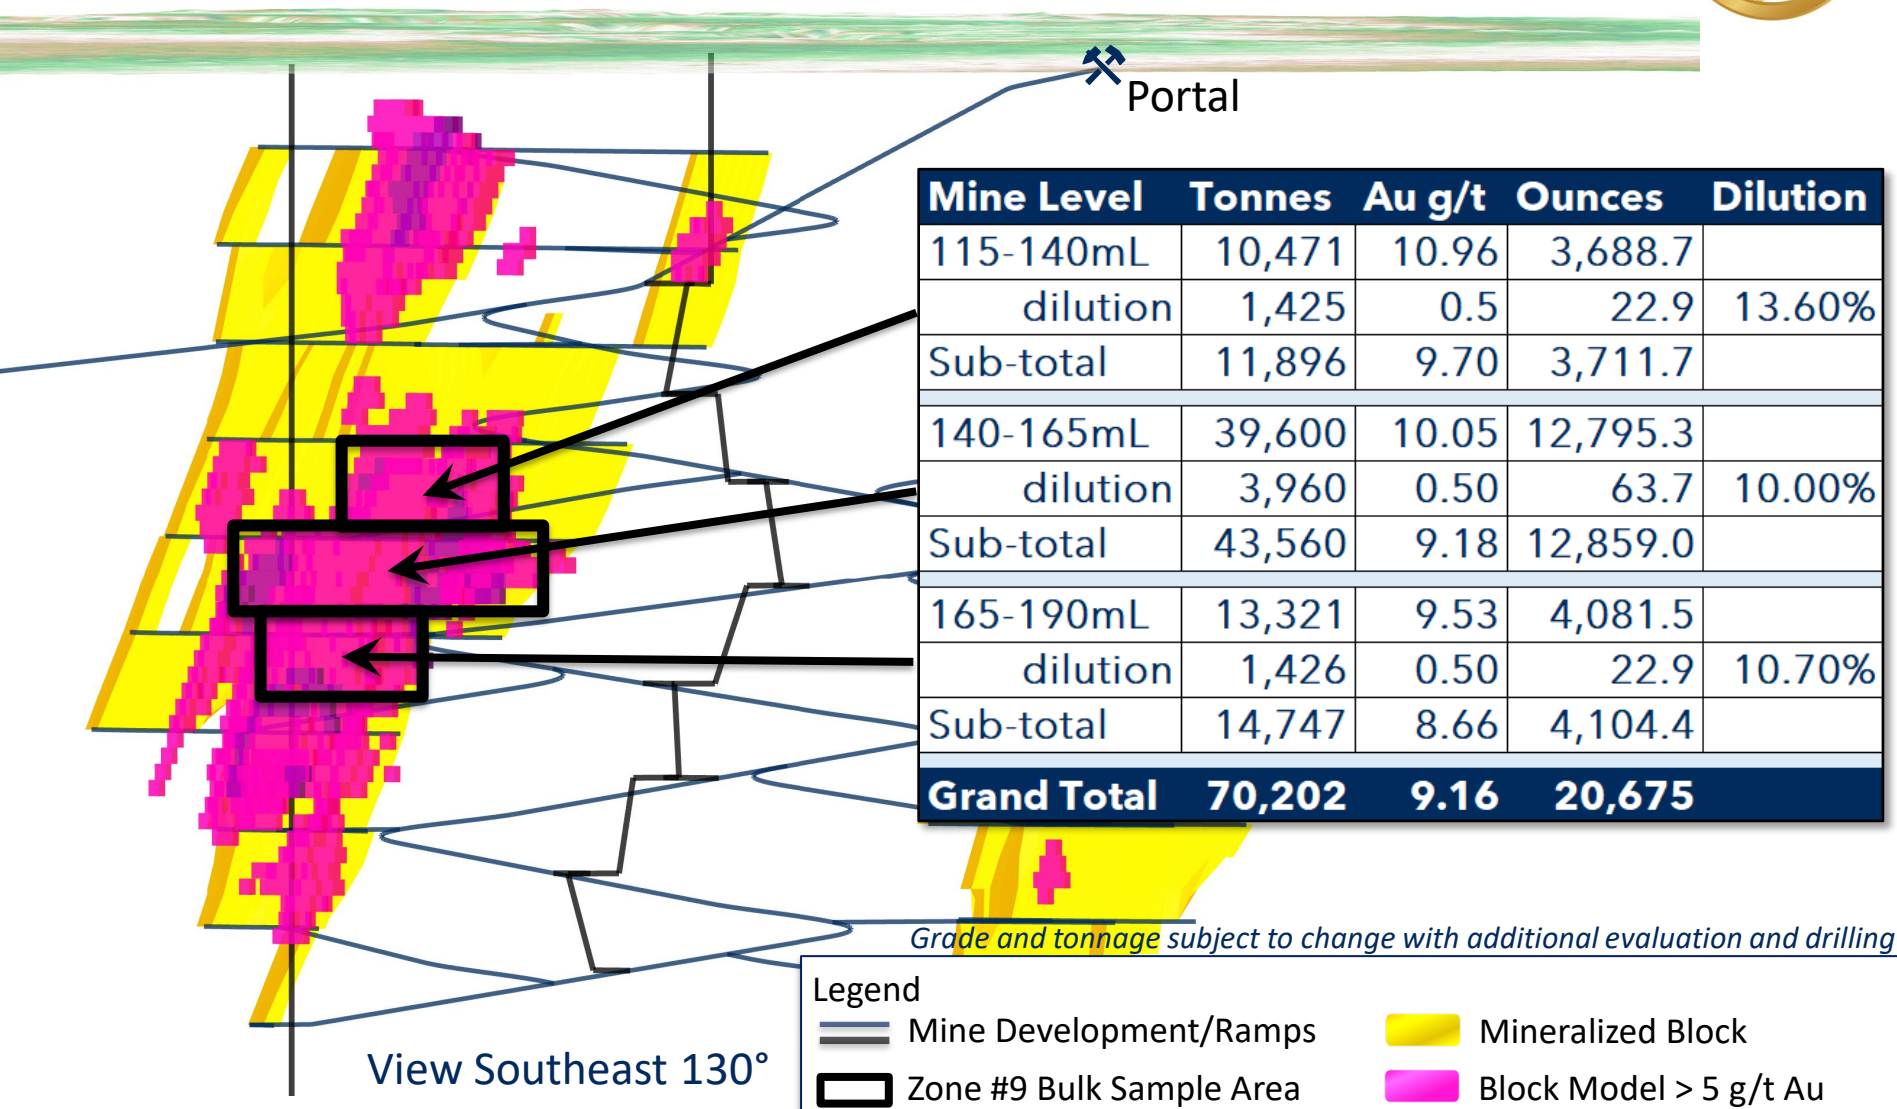 Portal
Mine Level Tonnes Au g/t Ounces Dilution
115-140mL 10,471 10.96 3,688.7
dilution 1,425 0.5 22.9 13.60%
Sub-total 11,896 9.70 3,711.7
140-165mL 39,600 10.05 12,795.3
dilution 3,960 0.50 63.7 10.00%
Sub-total 43,560 9.18 12,859.0
165-190mL 13,321 9.53 4,081.5
dilution 1,426 0.50 22.9 10.70%
Sub-total 14,747 8.66 4,104.4
Grand Total 70,202 9.16 20,675
Grade and tonnage subject to change with additional evaluation and drilling
Legend
Mine Development/Ramps
Mineralized Block
Zone #9 Bulk Sample Area
Block Model > 5 g/t Au
View Southeast 130°